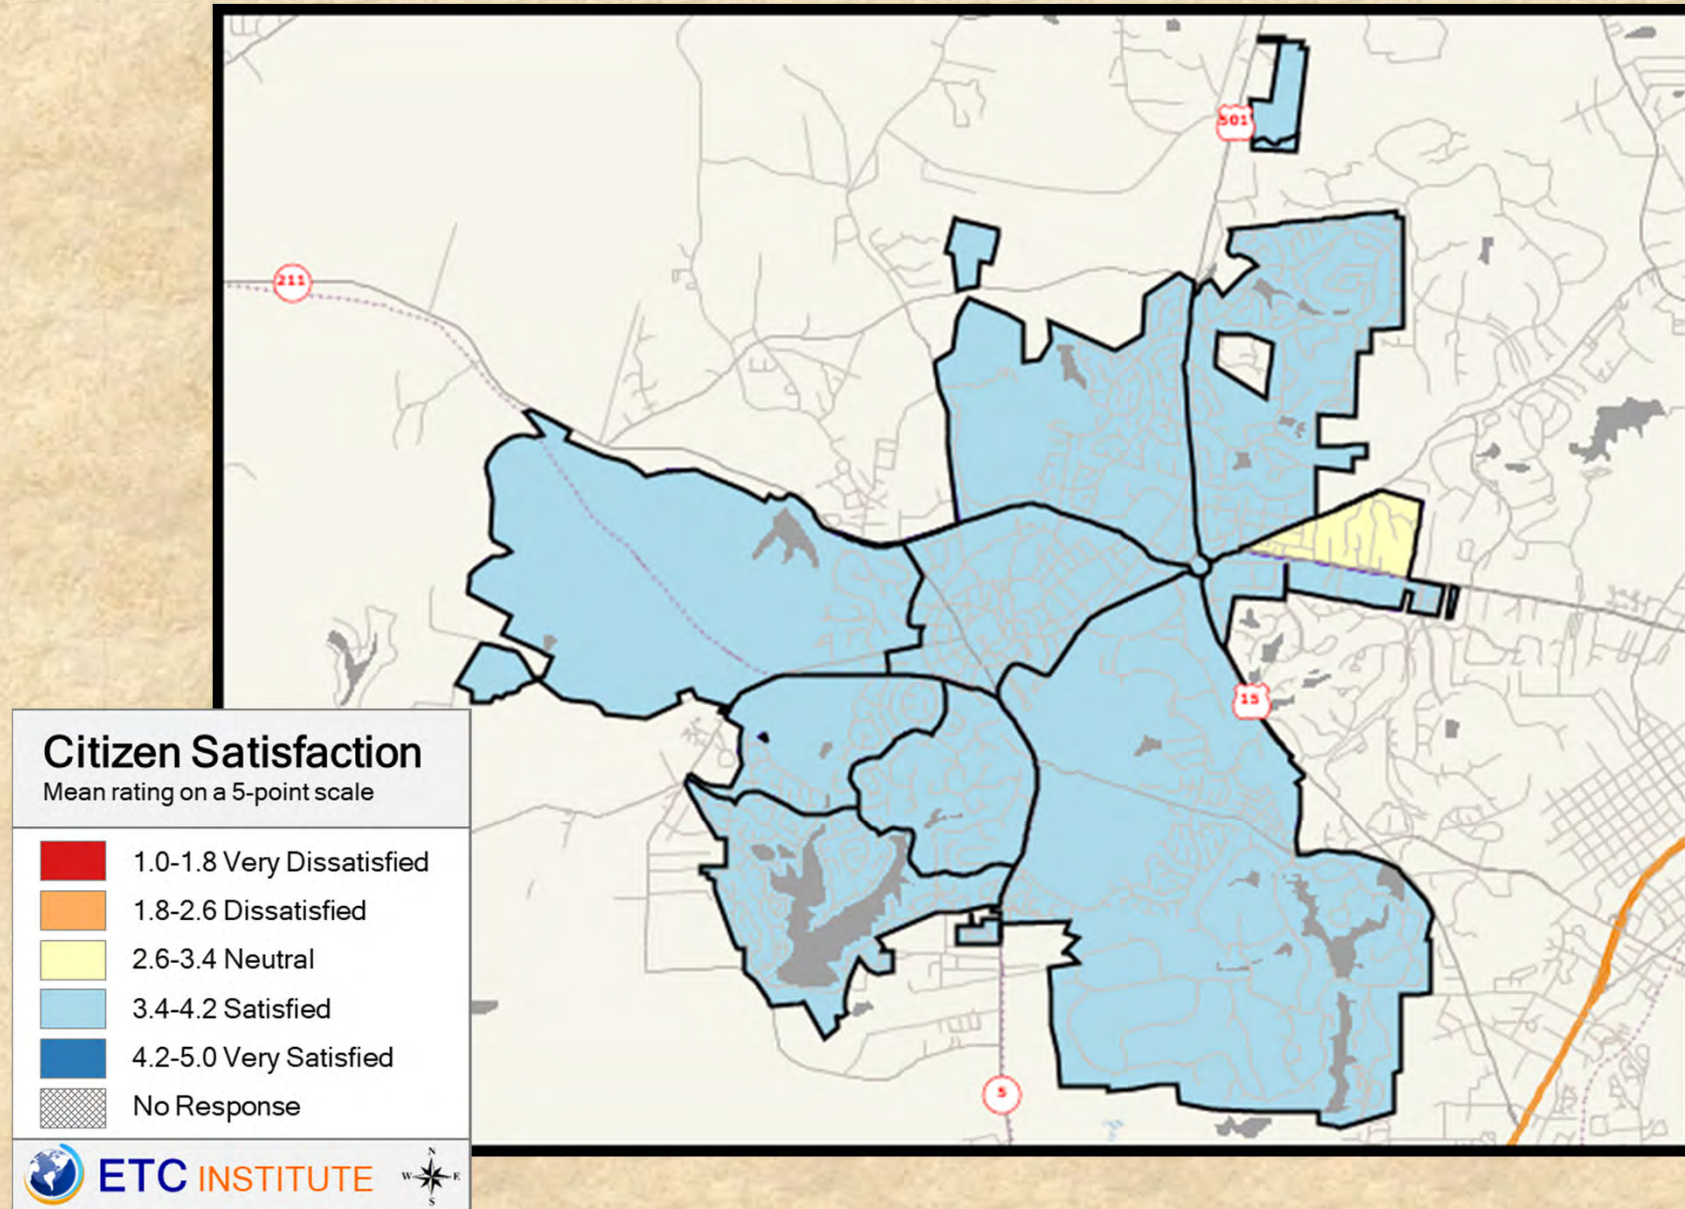 501
211
15
5
Citizen Satisfaction
Mean rating on a 5-point scale
1.0-1.8 Very Dissatisfied
1.8-2.6 Dissatisfied
2.6-3.4 Neutral
3.4-4.2 Satisfied
4.2-5.0 Very Satisfied
No Response
ETC INSTITUTE
N
W E
S